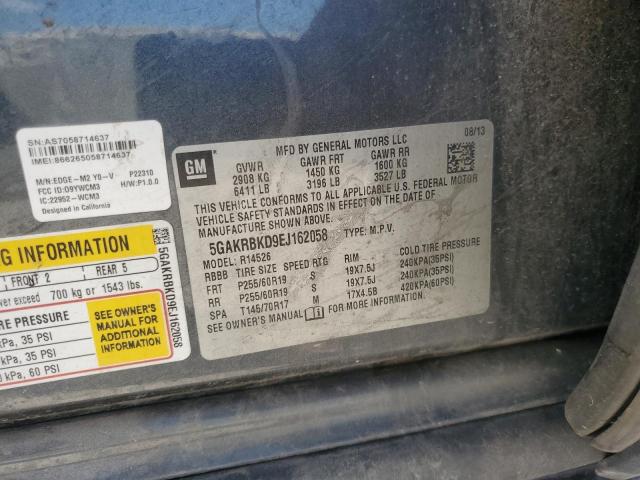 SN:AS7058714637
IMEI:866265058714637
M/N:EDGE-M2 Y0-V P22310
FCC ID:09YWCM3 H/W:P1.0.0
IC:22952-WCM3
Designed in California
GM
MFD BY GENERAL MOTORS LLC
08/13
GVWR GAWR FRT GAWR RR
2908 KG 1450 KG 1600 KG
6411 LB 3196 LB 3527 LB
THIS VEHICLE CONFORMS TO ALL APPLICABLE U.S. FEDERAL MOTOR
VEHICLE SAFETY STANDARDS IN EFFECT ON THE DATE OF
MANUFACTURE SHOWN ABOVE.
5GAKRBKD9EJ162058 TYPE: M.P.V.
MODEL: R14526
RBBB TIRE SIZE SPEED RTG RIM COLD TIRE PRESSURE
FRT P255/60R19 S 19X7.5J 240KPA(35PSI)
RR P255/60R19 S 19X7.5J 240KPA(35PSI)
SPA T145/70R17 M 17X4.5B 420KPA(60PSI)
SEE OWNER'S MANUAL FOR MORE INFORMATION.
NG INFORMATION
FRONT 2 REAR 5
ever exceed 700 kg or 1543 lbs.
IRE PRESSURE
kPa, 35 PSI
kPa, 35 PSI
kPa, 60 PSI
SEE OWNER'S
MANUAL FOR
ADDITIONAL
INFORMATION
5GAKRBKD9EJ162058